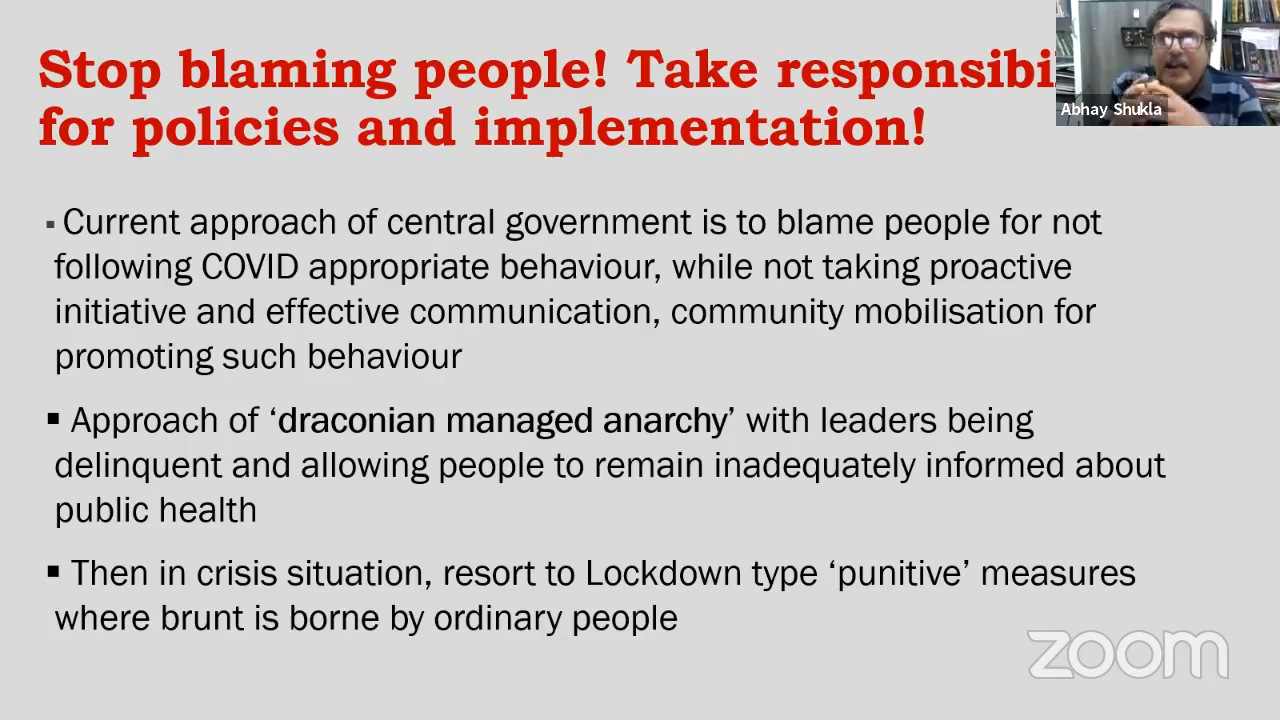 Stop blaming people! Take responsibi
for policies and implementation!
Abhay Shukla
▪ Current approach of central government is to blame people for not
following COVID appropriate behaviour, while not taking proactive
initiative and effective communication, community mobilisation for
promoting such behaviour
▪ Approach of ‘draconian managed anarchy’ with leaders being
delinquent and allowing people to remain inadequately informed about
public health
▪ Then in crisis situation, resort to Lockdown type ‘punitive’ measures
where brunt is borne by ordinary people
zoom